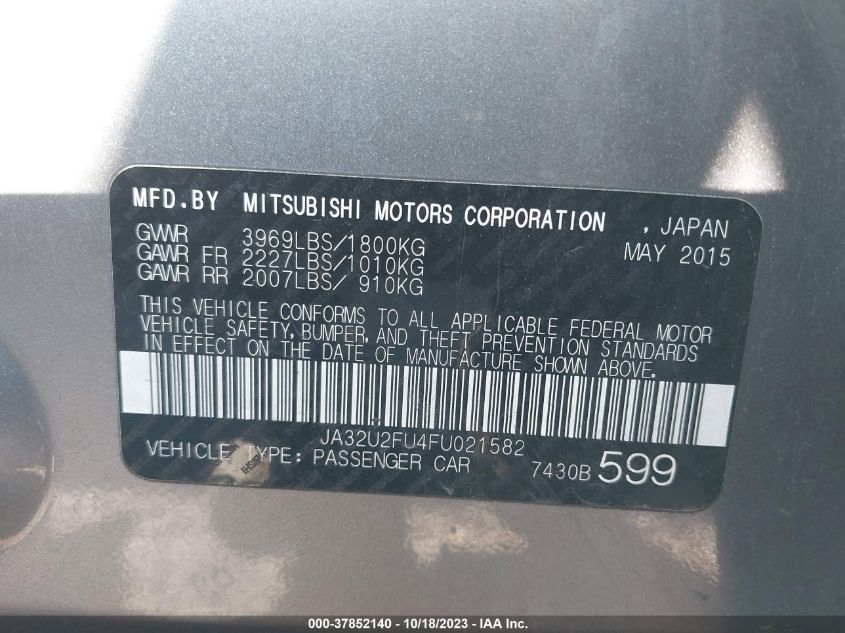 MFD.BY MITSUBISHI MOTORS CORPORATION , JAPAN
GVWR 3969LBS/1800KG MAY 2015
GAWR FR 2227LBS/1010KG
GAWR RR 2007LBS/ 910KG
THIS VEHICLE CONFORMS TO ALL APPLICABLE FEDERAL MOTOR
VEHICLE SAFETY, BUMPER, AND THEFT PREVENTION STANDARDS
IN EFFECT ON THE DATE OF MANUFACTURE SHOWN ABOVE.
JA32U2FU4FU021582
VEHICLE TYPE: PASSENGER CAR 7430B 599
000-37852140 - 10/18/2023 - IAA Inc.